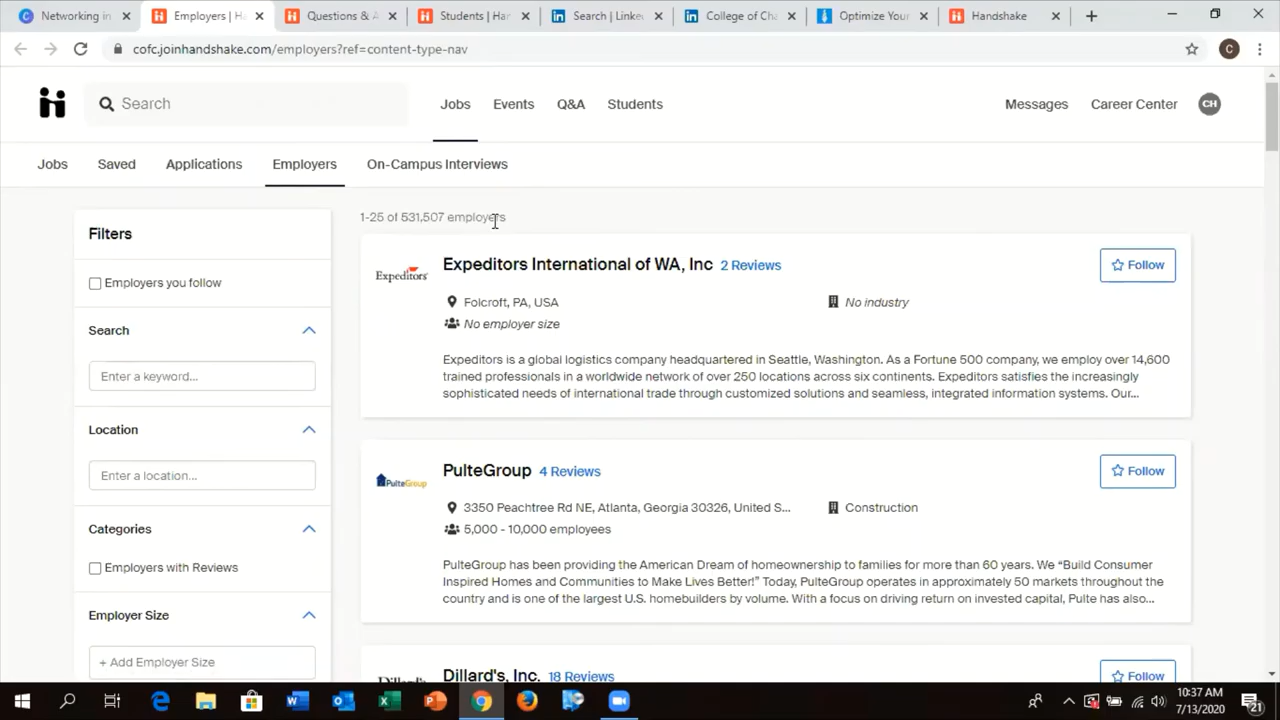 Networking in
Employers | Ha
Questions & A
Students | Han
Search | Linke
College of Cha
Optimize Your
Handshake
cofc.joinhandshake.com/employers?ref=content-type-nav
C
Search
Jobs
Events
Q&A
Students
Messages
Career Center
CH
Jobs
Saved
Applications
Employers
On-Campus Interviews
Filters
Employers you follow
Search
Enter a keyword...
Location
Enter a location...
Categories
Employers with Reviews
Employer Size
+ Add Employer Size
1-25 of 531,507 employers
Expeditors
Expeditors International of WA, Inc 2 Reviews
Follow
Folcroft, PA, USA
No industry
No employer size
Expeditors is a global logistics company headquartered in Seattle, Washington. As a Fortune 500 company, we employ over 14,600
trained professionals in a worldwide network of over 250 locations across six continents. Expeditors satisfies the increasingly
sophisticated needs of international trade through customized solutions and seamless, integrated information systems. Our...
PulteGroup
PulteGroup 4 Reviews
Follow
3350 Peachtree Rd NE, Atlanta, Georgia 30326, United S...
Construction
5,000 - 10,000 employees
PulteGroup has been providing the American Dream of homeownership to families for more than 60 years. We “Build Consumer
Inspired Homes and Communities to Make Lives Better!” Today, PulteGroup operates in approximately 50 markets throughout the
country and is one of the largest U.S. homebuilders by volume. With a focus on driving return on invested capital, Pulte has also...
Dillard's
Dillard's, Inc. 18 Reviews
Follow
10:37 AM
7/13/2020
21